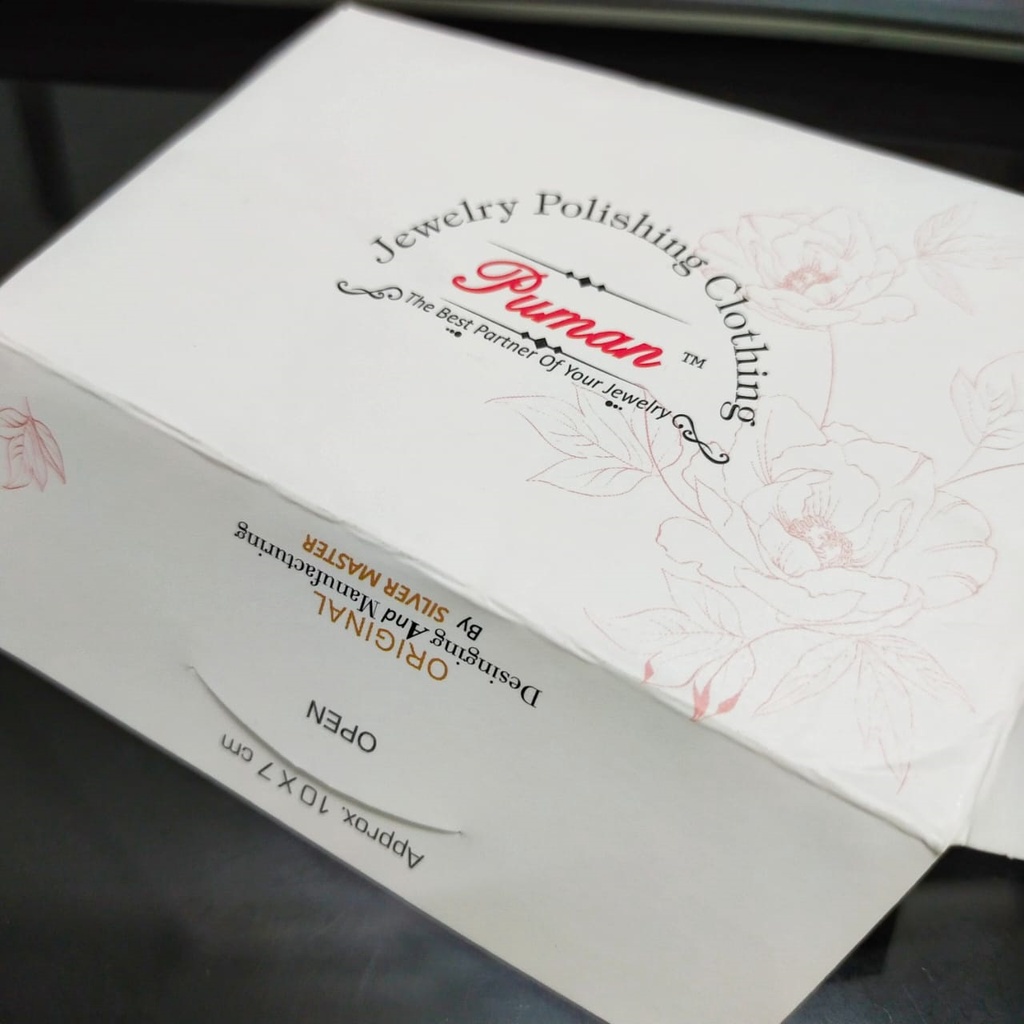 Jewelry Polishing Clothing
Puman TM
The Best Partner Of Your Jewelry
Approx. 10 X 7 cm
OPEN
ORIGINAL
Desinging And Manufacturing
By SILVER MASTER